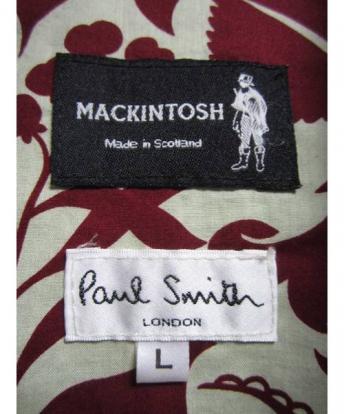 MACKINTOSH
Made in Scotland
Paul Smith
LONDON
L